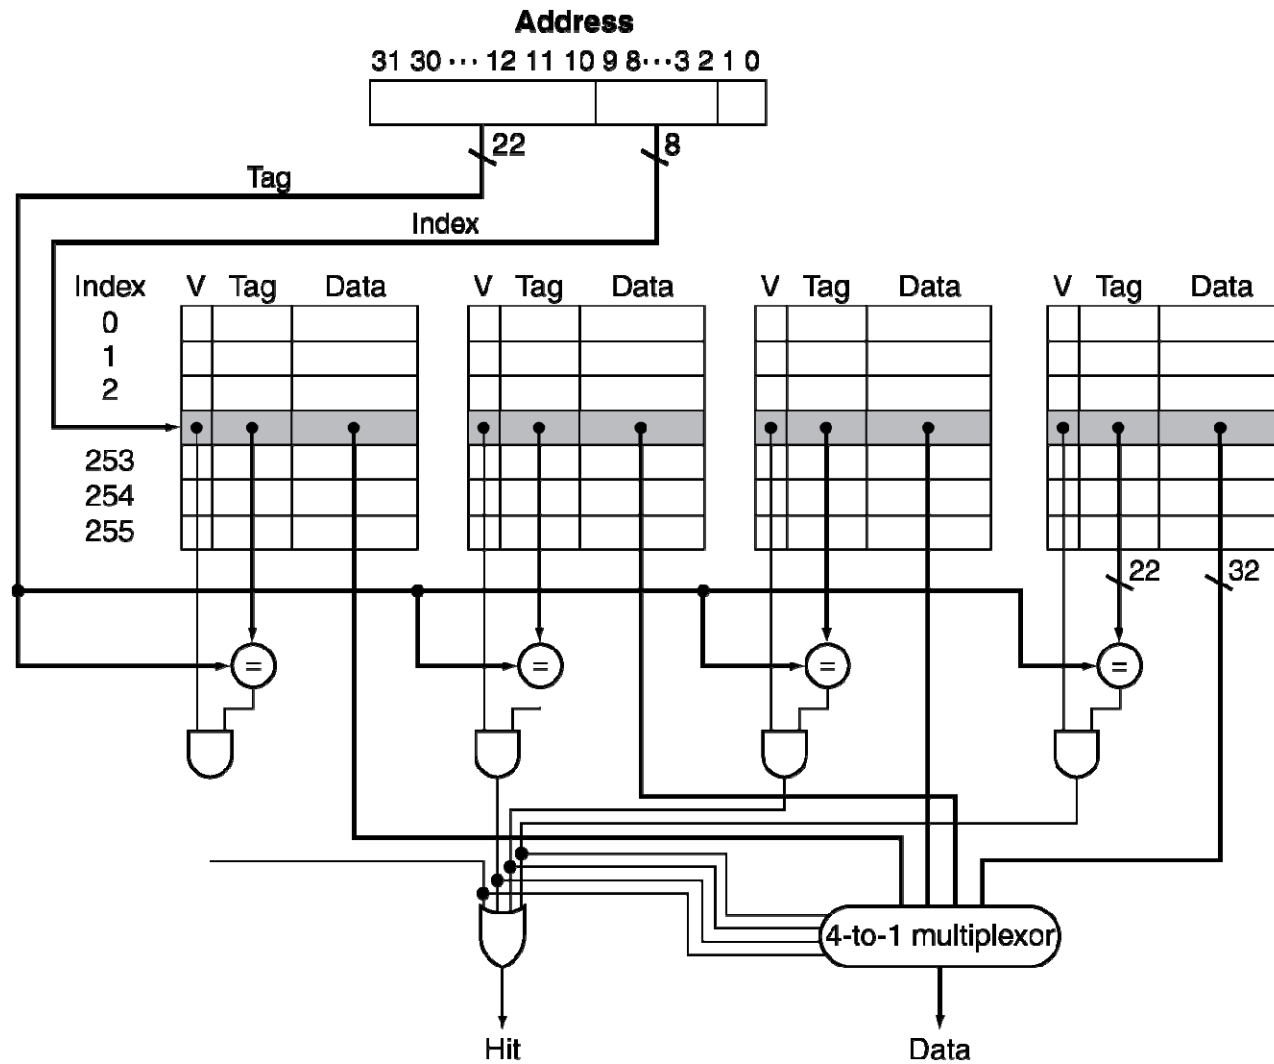 Address
31 30 ··· 12 11 10 9 8 ··· 3 2 1 0
22 8
Tag
Index
Index V Tag Data V Tag Data V Tag Data V Tag Data
0
1
2
253
254
255
22 32
= = = =
4-to-1 multiplexor
Hit Data